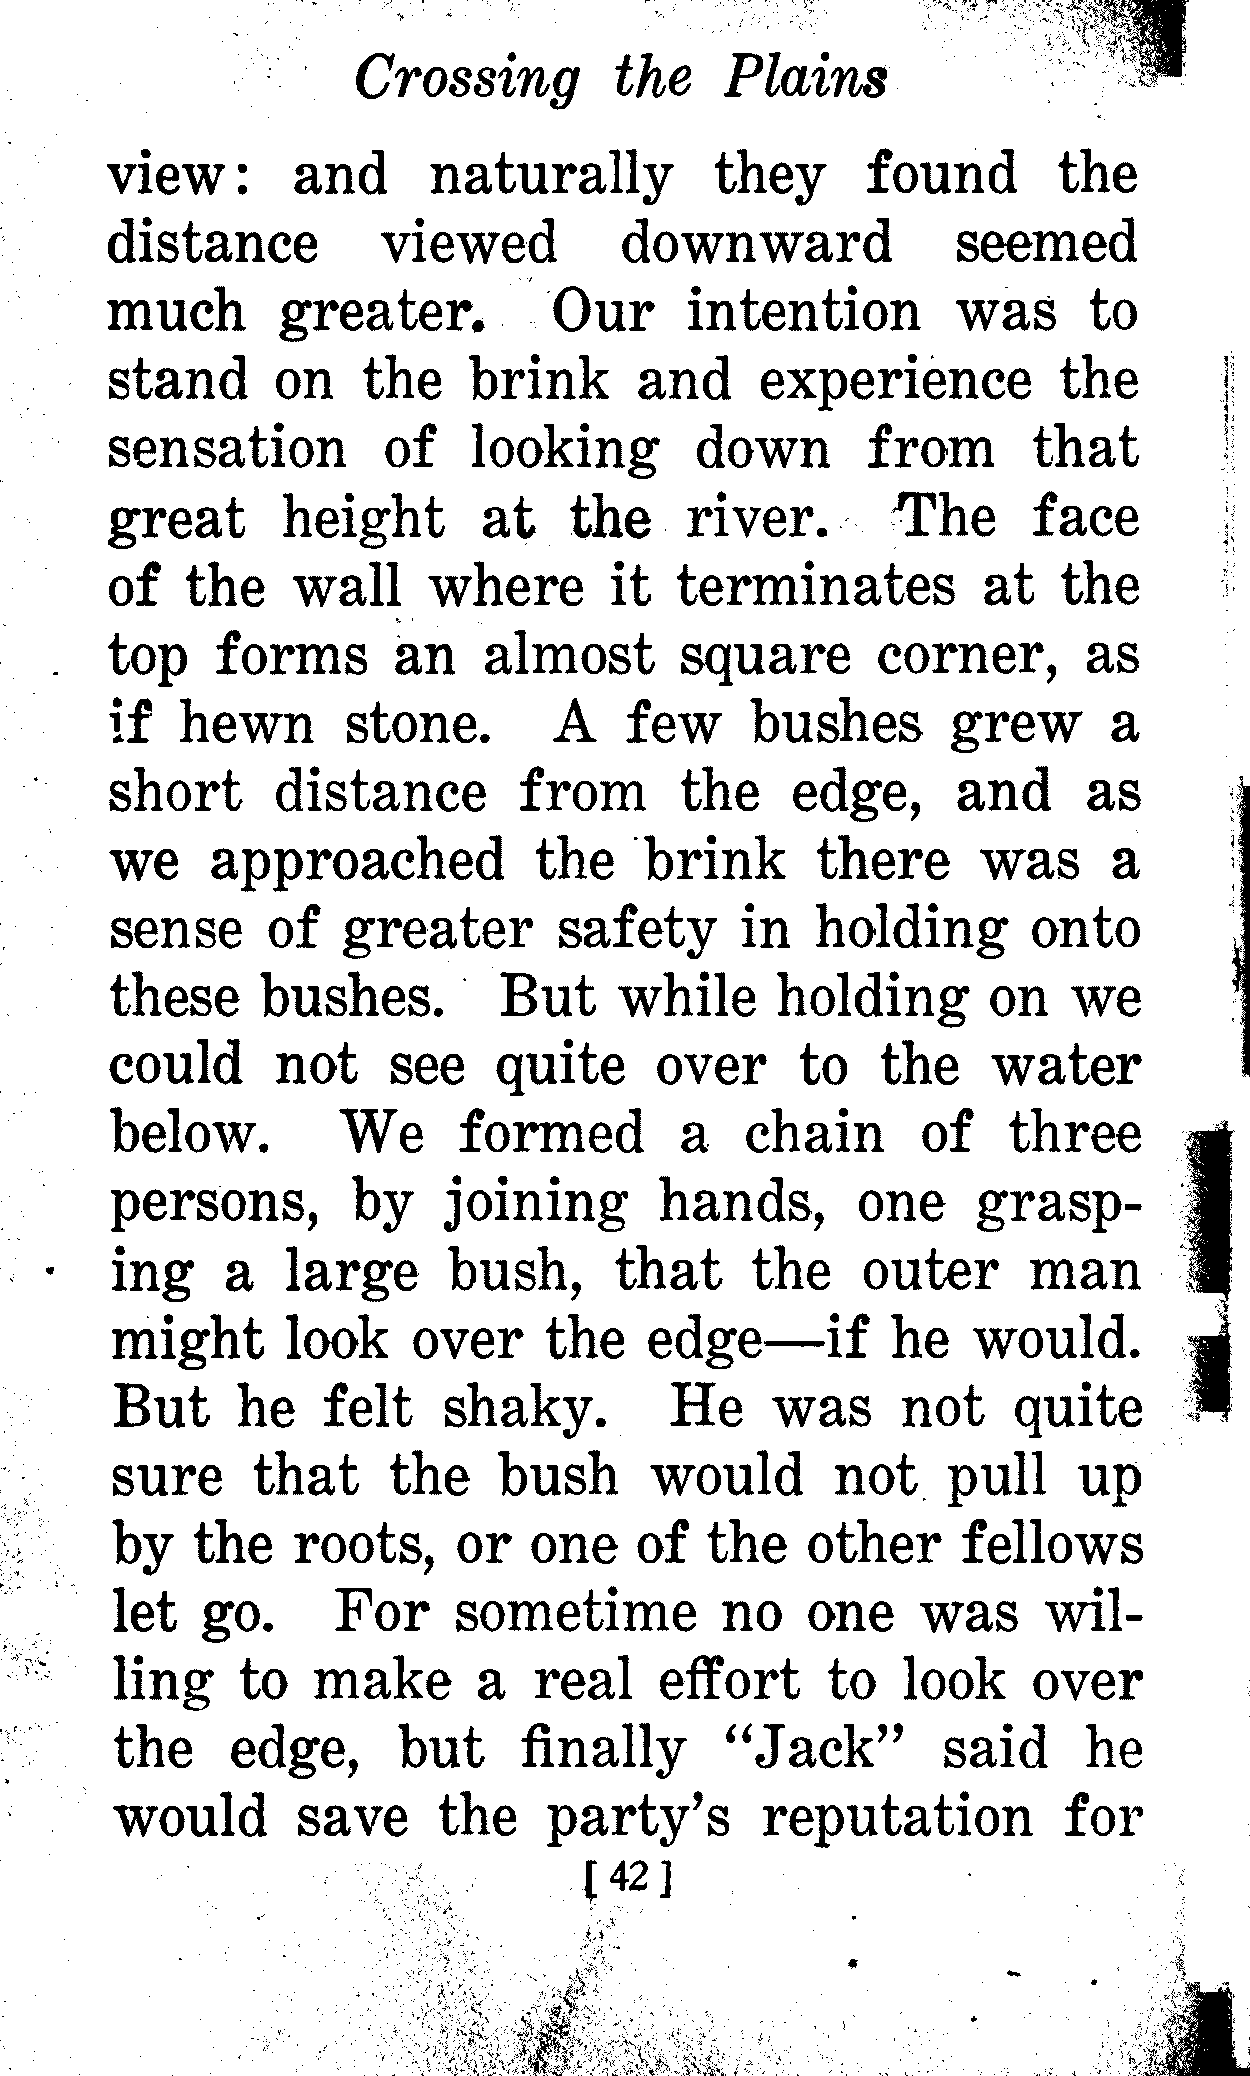 Crossing the Plains
view: and naturally they found the
distance viewed downward seemed
much greater. Our intention was to
stand on the brink and experience the
sensation of looking down from that
great height at the river. The face
of the wall where it terminates at the
top forms an almost square corner, as
if hewn stone. A few bushes grew a
short distance from the edge, and as
we approached the brink there was a
sense of greater safety in holding onto
these bushes. But while holding on we
could not see quite over to the water
below. We formed a chain of three
persons, by joining hands, one grasp-
ing a large bush, that the outer man
might look over the edge—if he would.
But he felt shaky. He was not quite
sure that the bush would not pull up
by the roots, or one of the other fellows
let go. For sometime no one was wil-
ling to make a real effort to look over
the edge, but finally “Jack” said he
would save the party’s reputation for
[ 42 ]